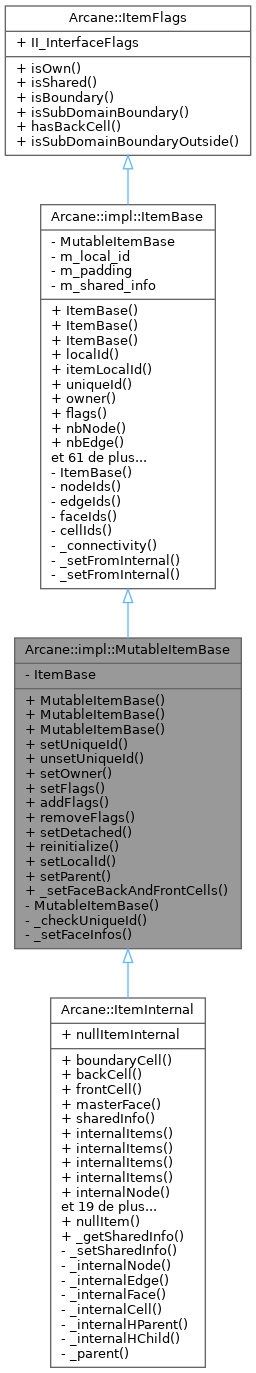 Arcane::ItemFlags
+ II_InterfaceFlags
+ isOwn()
+ isShared()
+ isBoundary()
+ isSubDomainBoundary()
+ hasBackCell()
+ isSubDomainBoundaryOutside()
Arcane::impl::ItemBase
- MutableItemBase
- m_local_id
- m_padding
- m_shared_info
+ ItemBase()
+ ItemBase()
+ ItemBase()
+ localId()
+ itemLocalId()
+ uniqueId()
+ owner()
+ flags()
+ nbNode()
+ nbEdge()
et 61 de plus...
- ItemBase()
- nodeIds()
- edgeIds()
- faceIds()
- cellIds()
- _connectivity()
- _setFromInternal()
- _setFromInternal()
Arcane::impl::MutableItemBase
- ItemBase
+ MutableItemBase()
+ MutableItemBase()
+ MutableItemBase()
+ setUniqueId()
+ unsetUniqueId()
+ setOwner()
+ setFlags()
+ addFlags()
+ removeFlags()
+ setDetached()
+ reinitialize()
+ setLocalId()
+ setParent()
+ _setFaceBackAndFrontCells()
- MutableItemBase()
- _checkUniqueId()
- _setFaceInfos()
Arcane::ItemInternal
+ nullItemInternal
+ boundaryCell()
+ backCell()
+ frontCell()
+ masterFace()
+ sharedInfo()
+ internalItems()
+ internalItems()
+ internalItems()
+ internalItems()
+ internalNode()
et 19 de plus...
+ nullItem()
+ _getSharedInfo()
- _setSharedInfo()
- _internalNode()
- _internalEdge()
- _internalFace()
- _internalCell()
- _internalHParent()
- _internalHChild()
- _parent()